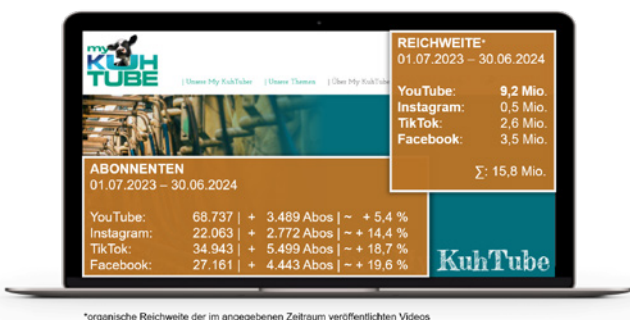 my
KUH
TUBE
| Unsere My KuhTuber | Unsere Themen | Über My KuhTube
REICHWEITE*
01.07.2023 – 30.06.2024
YouTube: 9,2 Mio.
Instagram: 0,5 Mio.
TikTok: 2,6 Mio.
Facebook: 3,5 Mio.
∑: 15,8 Mio.
ABONNENTEN
01.07.2023 – 30.06.2024
YouTube: 68.737 | + 3.489 Abos | ~ + 5,4 %
Instagram: 22.063 | + 2.772 Abos | ~ + 14,4 %
TikTok: 34.943 | + 5.499 Abos | ~ + 18,7 %
Facebook: 27.161 | + 4.443 Abos | ~ + 19,6 %
KuhTube
*organische Reichweite der im angegebenen Zeitraum veröffentlichten Videos